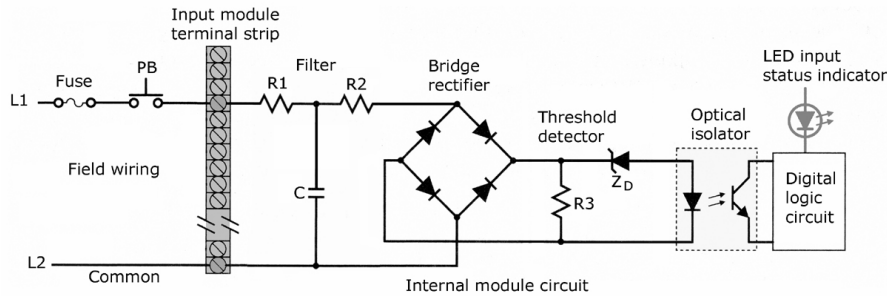 Input module
terminal strip
Fuse
PB
L1
Field wiring
L2
Common
R1
Filter
R2
C
Bridge
rectifier
Threshold
detector
ZD
R3
Optical
isolator
LED input
status indicator
Digital
logic
circuit
Internal module circuit